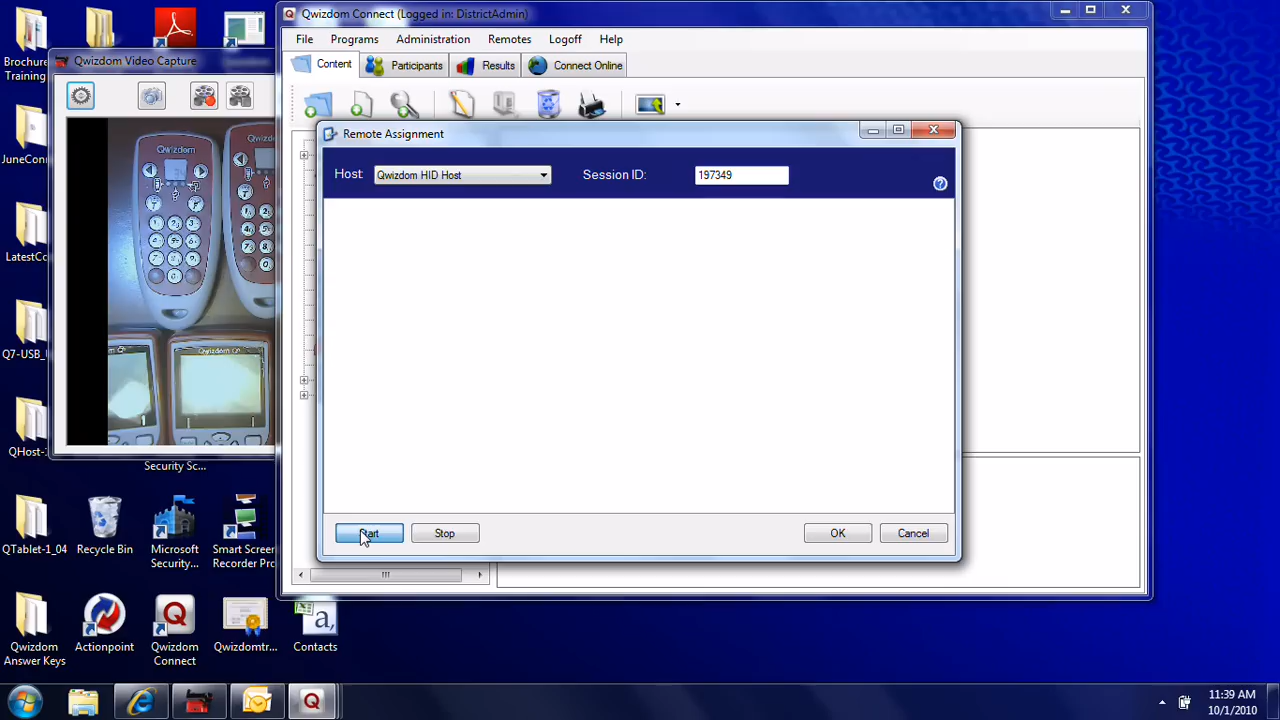 Qwizdom Connect (Logged in: DistrictAdmin)
File Programs Administration Remotes Logoff Help
Content Participants Results Connect Online
Brochure
Training
Qwizdom Video Capture
Qwizdom
Qwizdom
JuneConn
LatestCo
Q7-USB_
QHost-
Security Sc...
Remote Assignment
Host: Qwizdom HID Host Session ID: 197349
Start Stop OK Cancel
QTablet-1_04
Recycle Bin
Microsoft
Security...
Smart Screen
Recorder Pro
Qwizdom
Answer Keys
Actionpoint
Qwizdom
Connect
Qwizdomtr...
Contacts
11:39 AM
10/1/2010